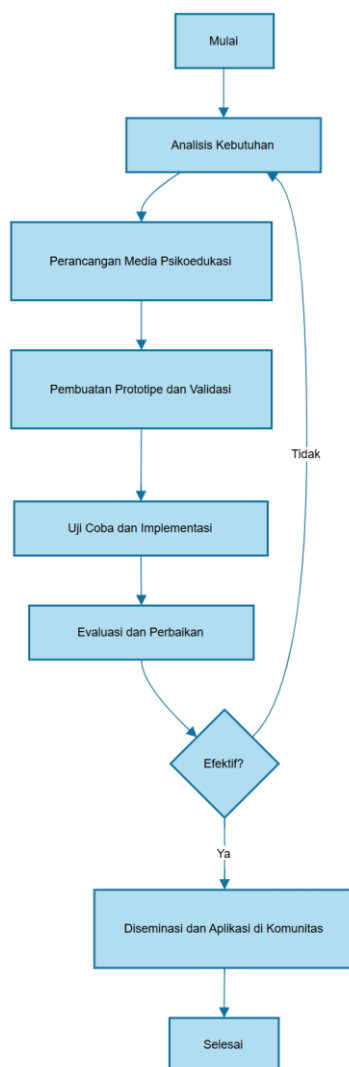 Mulai
Analisis Kebutuhan
Perancangan Media Psikoedukasi
Pembuatan Prototipe dan Validasi
Tidak
Uji Coba dan Implementasi
Evaluasi dan Perbaikan
Efektif?
Ya
Diseminasi dan Aplikasi di Komunitas
Selesai